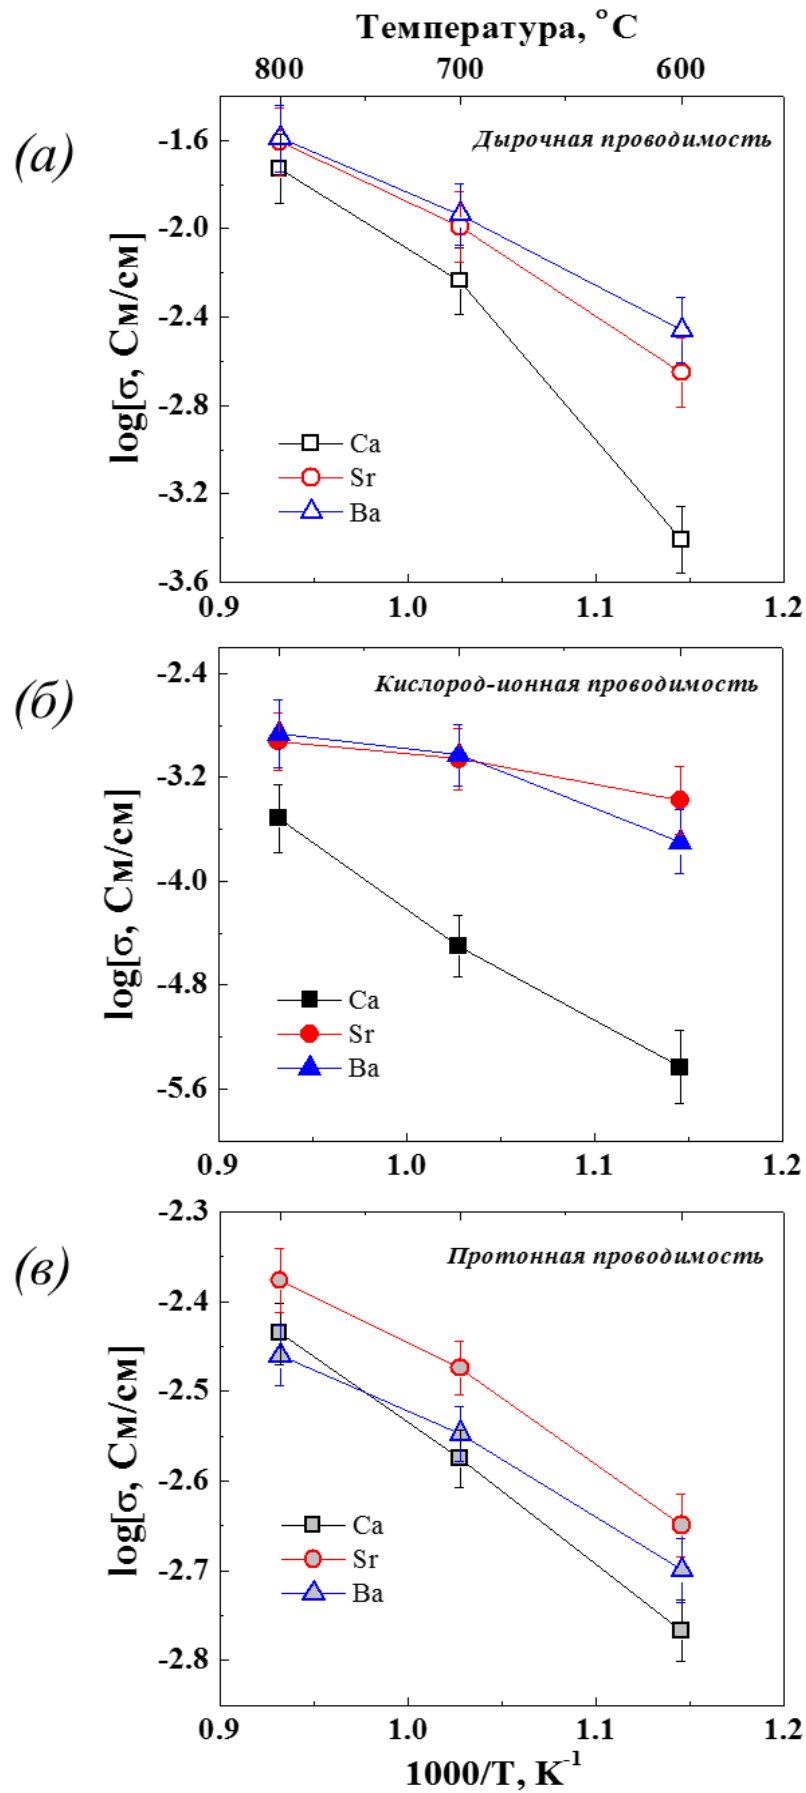 Температура, °C
800 700 600
(а)
Дырочная проводимость
-1.6
-2.0
-2.4
-2.8
-3.2
-3.6
log[σ, См/см]
Ca
Sr
Ba
0.9 1.0 1.1 1.2
(б)
Кислород-ионная проводимость
-2.4
-3.2
-4.0
-4.8
-5.6
log[σ, См/см]
Ca
Sr
Ba
0.9 1.0 1.1 1.2
(в)
Протонная проводимость
-2.3
-2.4
-2.5
-2.6
-2.7
-2.8
log[σ, См/см]
Ca
Sr
Ba
0.9 1.0 1.1 1.2
1000/T, K⁻¹